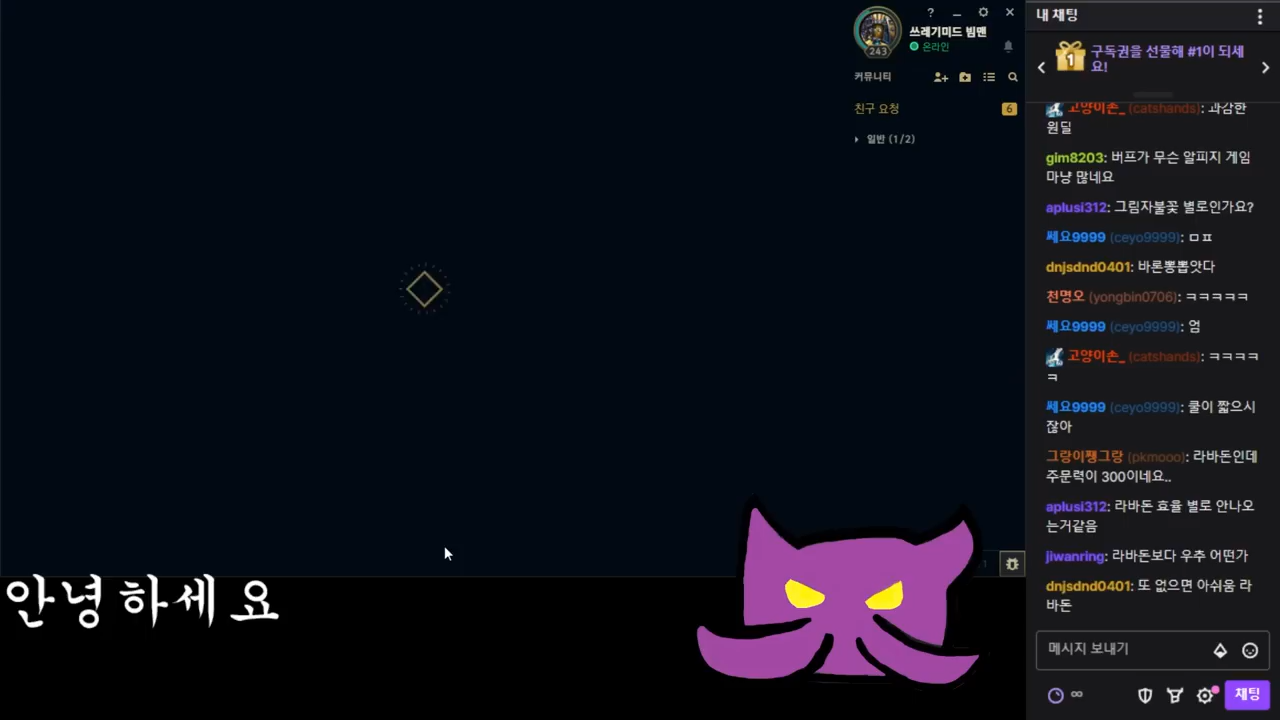 쓰레기미드 빔맨
243
온라인
커뮤니티
친구 요청
6
일반 (1/2)
안녕하세요
내 채팅
1
구독권을 선물해 #1이 되세
요!
고양이손_ (catshands): 과감한
원딜
gim8203: 버프가 무슨 알피지 게임
마냥 많네요
aplusi312: 그림자불꽃 별로인가요?
쎄요9999 (ceyo9999): ㅁㅍ
dnjsdnd0401: 바론뽕뽑앗다
천명오 (yongbin0706): ㅋㅋㅋㅋㅋ
쎄요9999 (ceyo9999): 엄
고양이손_ (catshands): ㅋㅋㅋㅋ
ㅋ
쎄요9999 (ceyo9999): 쿨이 짧으시
잖아
그랑이쨍그랑 (pkmooo): 라바돈인데
주문력이 300이네요..
aplusi312: 라바돈 효율 별로 안나오
는거같음
jiwanring: 라바돈보다 우추 어떤가
dnjsdnd0401: 또 없으면 아쉬움 라
바돈
메시지 보내기
채팅